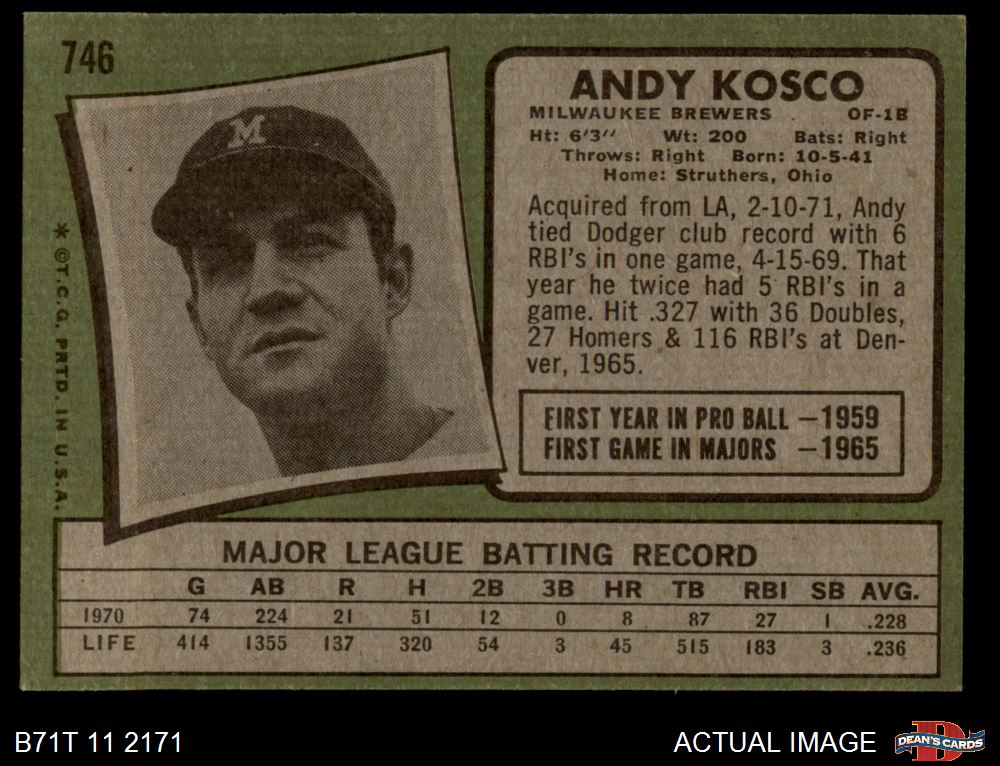 746
M
ANDY KOSCO
MILWAUKEE BREWERS OF-1B
Ht: 6'3" Wt: 200 Bats: Right
Throws: Right Born: 10-5-41
Home: Struthers, Ohio
Acquired from LA, 2-10-71, Andy
tied Dodger club record with 6
RBI's in one game, 4-15-69. That
year he twice had 5 RBI's in a
game. Hit .327 with 36 Doubles,
27 Homers & 116 RBI's at Den-
ver, 1965.
FIRST YEAR IN PRO BALL —1959
FIRST GAME IN MAJORS —1965
* ©T.C.G. PRTD. IN U.S.A.
MAJOR LEAGUE BATTING RECORD
G AB R H 2B 3B HR TB RBI SB AVG.
1970 74 224 21 51 12 0 8 87 27 1 .228
LIFE 414 1355 137 320 54 3 45 515 183 3 .236
B71T 11 2171
ACTUAL IMAGE
DEAN'S CARDS